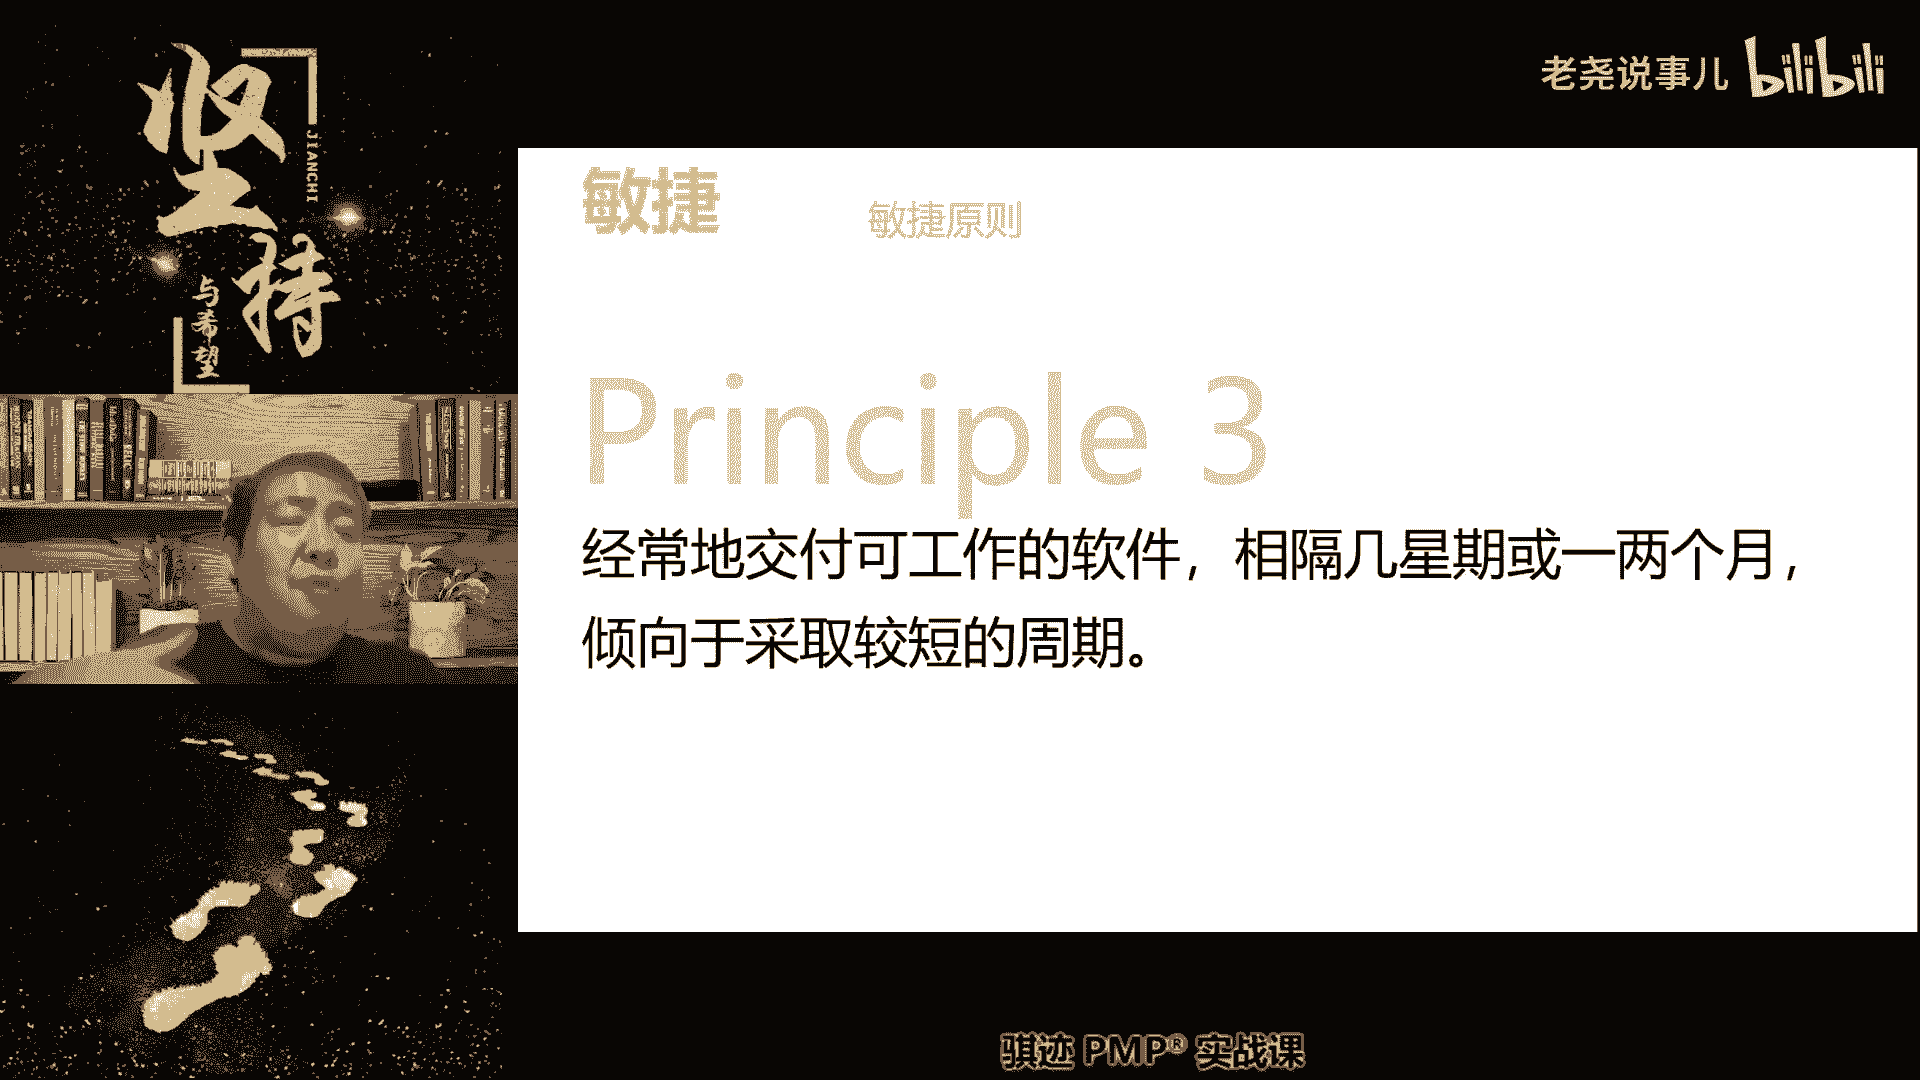 坚持
JIANCHI
与希望
老尧说事儿 bilibili
敏捷
敏捷原则
Principle 3
经常地交付可工作的软件，相隔几星期或一两个月，
倾向于采取较短的周期。
骐迹 PMP® 实战课